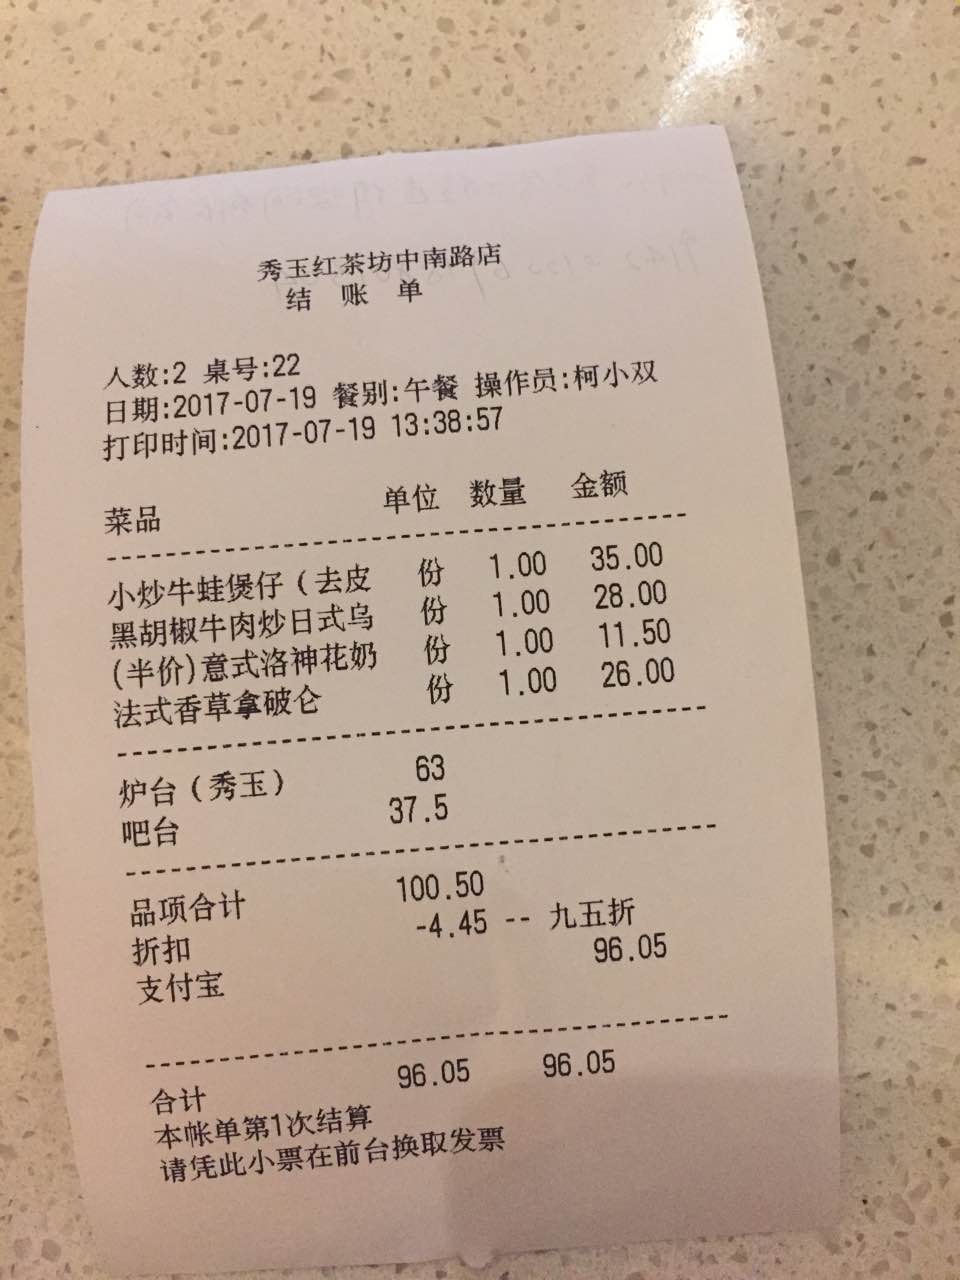 秀玉红茶坊中南路店
结 账 单
人数:2 桌号:22
日期:2017-07-19 餐别:午餐 操作员:柯小双
打印时间:2017-07-19 13:38:57
菜品 单位 数量 金额
小炒牛蛙煲仔(去皮 份 1.00 35.00
黑胡椒牛肉炒日式乌 份 1.00 28.00
(半价)意式洛神花奶 份 1.00 11.50
法式香草拿破仑 份 1.00 26.00
炉台(秀玉) 63
吧台 37.5
品项合计 100.50
折扣 -4.45 -- 九五折
支付宝 96.05
合计 96.05 96.05
本帐单第1次结算
请凭此小票在前台换取发票